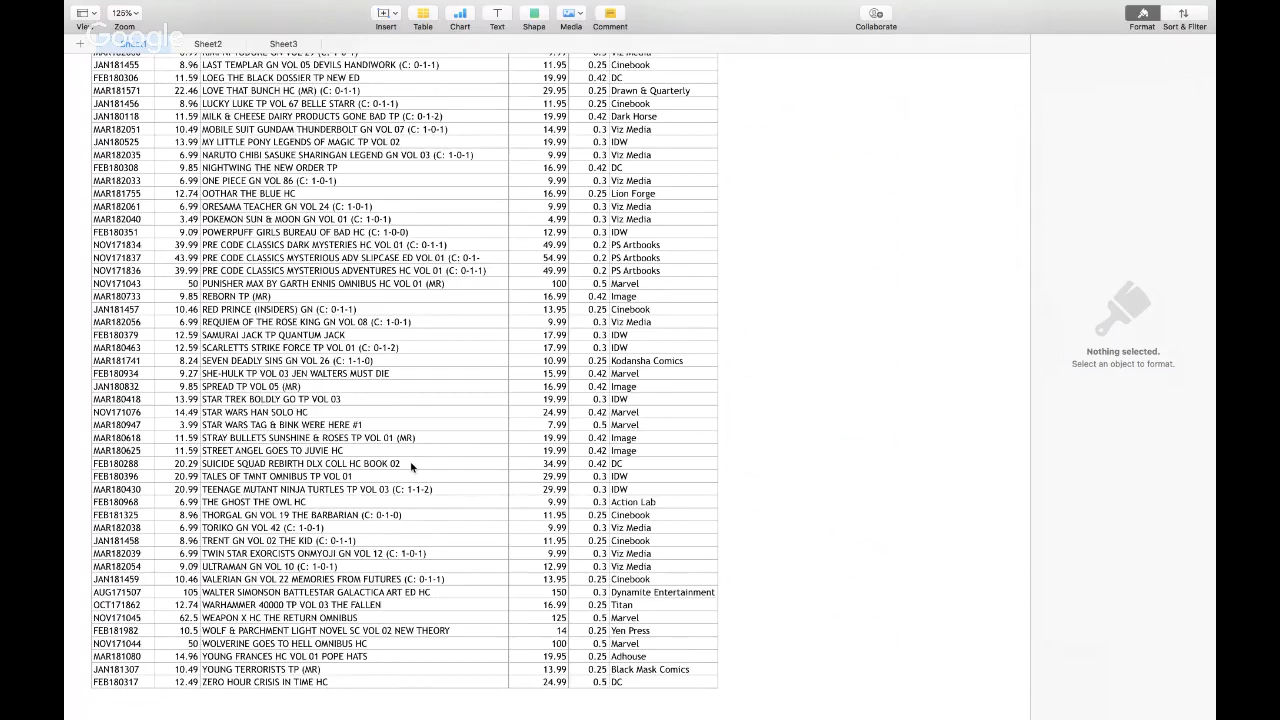 125%
View Zoom Insert Table Chart Text Shape Media Comment Collaborate Format Sort & Filter
Google
Sheet1 Sheet2 Sheet3
JAN181455 8.96 LAST TEMPLAR GN VOL 05 DEVILS HANDIWORK (C: 0-1-1) 11.95 0.25 Cinebook
FEB180306 11.59 LOEG THE BLACK DOSSIER TP NEW ED 19.99 0.42 DC
MAR181571 22.46 LOVE THAT BUNCH HC (MR) (C: 0-1-1) 29.95 0.25 Drawn & Quarterly
JAN181456 8.96 LUCKY LUKE TP VOL 67 BELLE STARR (C: 0-1-1) 11.95 0.25 Cinebook
JAN180118 11.59 MILK & CHEESE DAIRY PRODUCTS GONE BAD TP (C: 0-1-2) 19.99 0.42 Dark Horse
MAR182051 10.49 MOBILE SUIT GUNDAM THUNDERBOLT GN VOL 07 (C: 1-0-1) 14.99 0.3 Viz Media
JAN180525 13.99 MY LITTLE PONY LEGENDS OF MAGIC TP VOL 02 19.99 0.3 IDW
MAR182035 6.99 NARUTO CHIBI SASUKE SHARINGAN LEGEND GN VOL 03 (C: 1-0-1) 9.99 0.3 Viz Media
FEB180308 9.85 NIGHTWING THE NEW ORDER TP 16.99 0.42 DC
MAR182033 6.99 ONE PIECE GN VOL 86 (C: 1-0-1) 9.99 0.3 Viz Media
MAR181755 12.74 OOTHAR THE BLUE HC 16.99 0.25 Lion Forge
MAR182061 6.99 ORESAMA TEACHER GN VOL 24 (C: 1-0-1) 9.99 0.3 Viz Media
MAR182040 3.49 POKEMON SUN & MOON GN VOL 01 (C: 1-0-1) 4.99 0.3 Viz Media
FEB180351 9.09 POWERPUFF GIRLS BUREAU OF BAD HC (C: 1-0-0) 12.99 0.3 IDW
NOV171834 39.99 PRE CODE CLASSICS DARK MYSTERIES HC VOL 01 (C: 0-1-1) 49.99 0.2 PS Artbooks
NOV171837 43.99 PRE CODE CLASSICS MYSTERIOUS ADV SLIPCASE ED VOL 01 (C: 0-1- 54.99 0.2 PS Artbooks
NOV171836 39.99 PRE CODE CLASSICS MYSTERIOUS ADVENTURES HC VOL 01 (C: 0-1-1) 49.99 0.2 PS Artbooks
NOV171043 50 PUNISHER MAX BY GARTH ENNIS OMNIBUS HC VOL 01 (MR) 100 0.5 Marvel
MAR180733 9.85 REBORN TP (MR) 16.99 0.42 Image
JAN181457 10.46 RED PRINCE (INSIDERS) GN (C: 0-1-1) 13.95 0.25 Cinebook
MAR182056 6.99 REQUIEM OF THE ROSE KING GN VOL 08 (C: 1-0-1) 9.99 0.3 Viz Media
FEB180379 12.59 SAMURAI JACK TP QUANTUM JACK 17.99 0.3 IDW
MAR180463 12.59 SCARLETTS STRIKE FORCE TP VOL 01 (C: 0-1-2) 17.99 0.3 IDW
MAR181741 8.24 SEVEN DEADLY SINS GN VOL 26 (C: 1-1-0) 10.99 0.25 Kodansha Comics
FEB180934 9.27 SHE-HULK TP VOL 03 JEN WALTERS MUST DIE 15.99 0.42 Marvel
JAN180832 9.85 SPREAD TP VOL 05 (MR) 16.99 0.42 Image
MAR180418 13.99 STAR TREK BOLDLY GO TP VOL 03 19.99 0.3 IDW
NOV171076 14.49 STAR WARS HAN SOLO HC 24.99 0.42 Marvel
MAR180947 3.99 STAR WARS TAG & BINK WERE HERE #1 7.99 0.5 Marvel
MAR180618 11.59 STRAY BULLETS SUNSHINE & ROSES TP VOL 01 (MR) 19.99 0.42 Image
MAR180625 11.59 STREET ANGEL GOES TO JUVIE HC 19.99 0.42 Image
FEB180288 20.29 SUICIDE SQUAD REBIRTH DLX COLL HC BOOK 02 34.99 0.42 DC
FEB180396 20.99 TALES OF TMNT OMNIBUS TP VOL 01 29.99 0.3 IDW
MAR180430 20.99 TEENAGE MUTANT NINJA TURTLES TP VOL 03 (C: 1-1-2) 29.99 0.3 IDW
FEB180968 6.99 THE GHOST THE OWL HC 9.99 0.3 Action Lab
FEB181325 8.96 THORGAL GN VOL 19 THE BARBARIAN (C: 0-1-0) 11.95 0.25 Cinebook
MAR182038 6.99 TORIKO GN VOL 42 (C: 1-0-1) 9.99 0.3 Viz Media
JAN181458 8.96 TRENT GN VOL 02 THE KID (C: 0-1-1) 11.95 0.25 Cinebook
MAR182039 6.99 TWIN STAR EXORCISTS ONMYOJI GN VOL 12 (C: 1-0-1) 9.99 0.3 Viz Media
MAR182054 9.09 ULTRAMAN GN VOL 10 (C: 1-0-1) 12.99 0.3 Viz Media
JAN181459 10.46 VALERIAN GN VOL 22 MEMORIES FROM FUTURES (C: 0-1-1) 13.95 0.25 Cinebook
AUG171507 105 WALTER SIMONSON BATTLESTAR GALACTICA ART ED HC 150 0.3 Dynamite Entertainment
OCT171862 12.74 WARHAMMER 40000 TP VOL 03 THE FALLEN 16.99 0.25 Titan
NOV171045 62.5 WEAPON X HC THE RETURN OMNIBUS 125 0.5 Marvel
FEB181982 10.5 WOLF & PARCHMENT LIGHT NOVEL SC VOL 02 NEW THEORY 14 0.25 Yen Press
NOV171044 50 WOLVERINE GOES TO HELL OMNIBUS HC 100 0.5 Marvel
MAR181080 14.96 YOUNG FRANCES HC VOL 01 POPE HATS 19.95 0.25 Adhouse
JAN181307 10.49 YOUNG TERRORISTS TP (MR) 13.99 0.25 Black Mask Comics
FEB180317 12.49 ZERO HOUR CRISIS IN TIME HC 24.99 0.5 DC
Nothing selected.
Select an object to format.